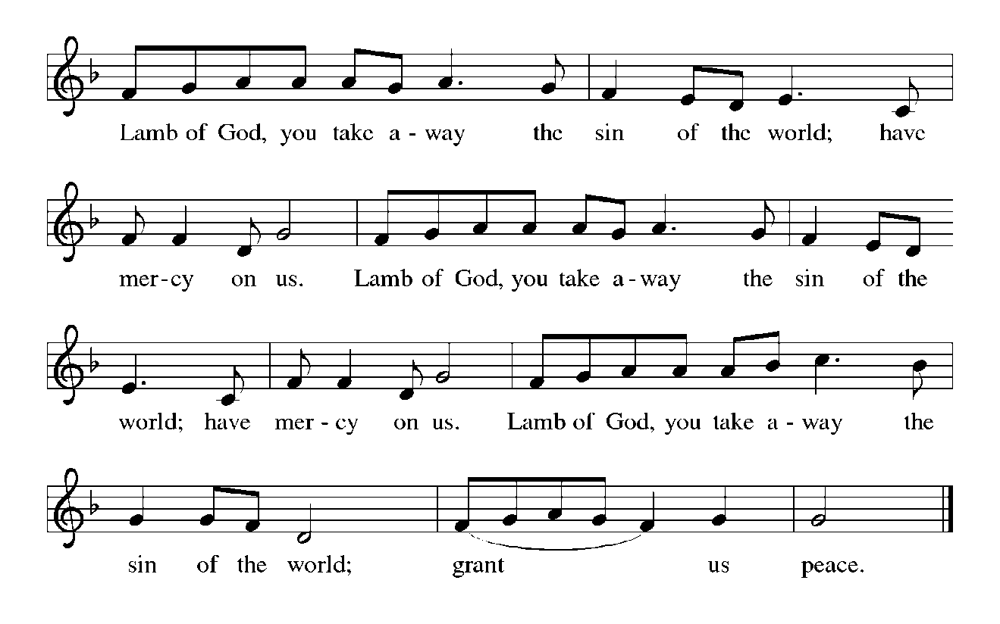 Lamb of God, you take a - way the sin of the world; have
mer - cy on us. Lamb of God, you take a - way the sin of the
world; have mer - cy on us. Lamb of God, you take a - way the
sin of the world; grant us peace.